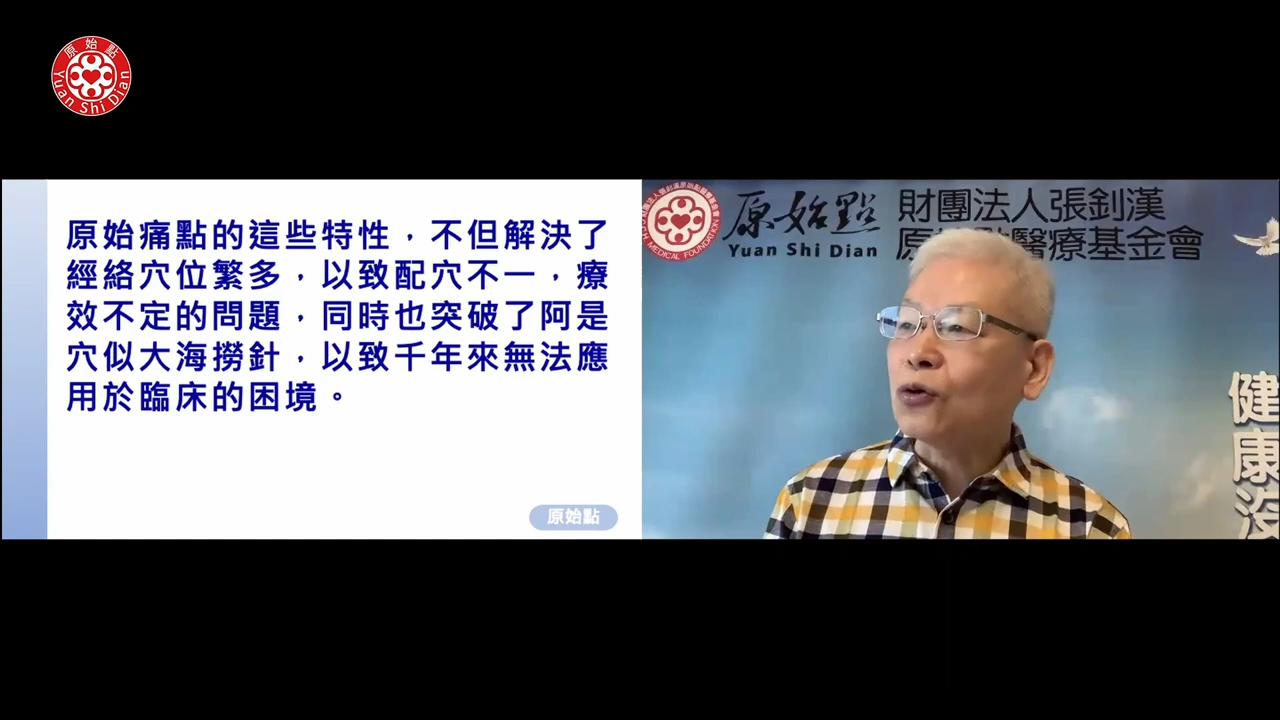 原始點
Yuan Shi Dian
原始痛點的這些特性，不但解決了
經絡穴位繁多，以致配穴不一，療
效不定的問題，同時也突破了阿是
穴似大海撈針，以致千年來無法應
用於臨床的困境。
原始點
原始點
Yuan Shi Dian
財團法人張釗漢
原始點醫療基金會
健康沒